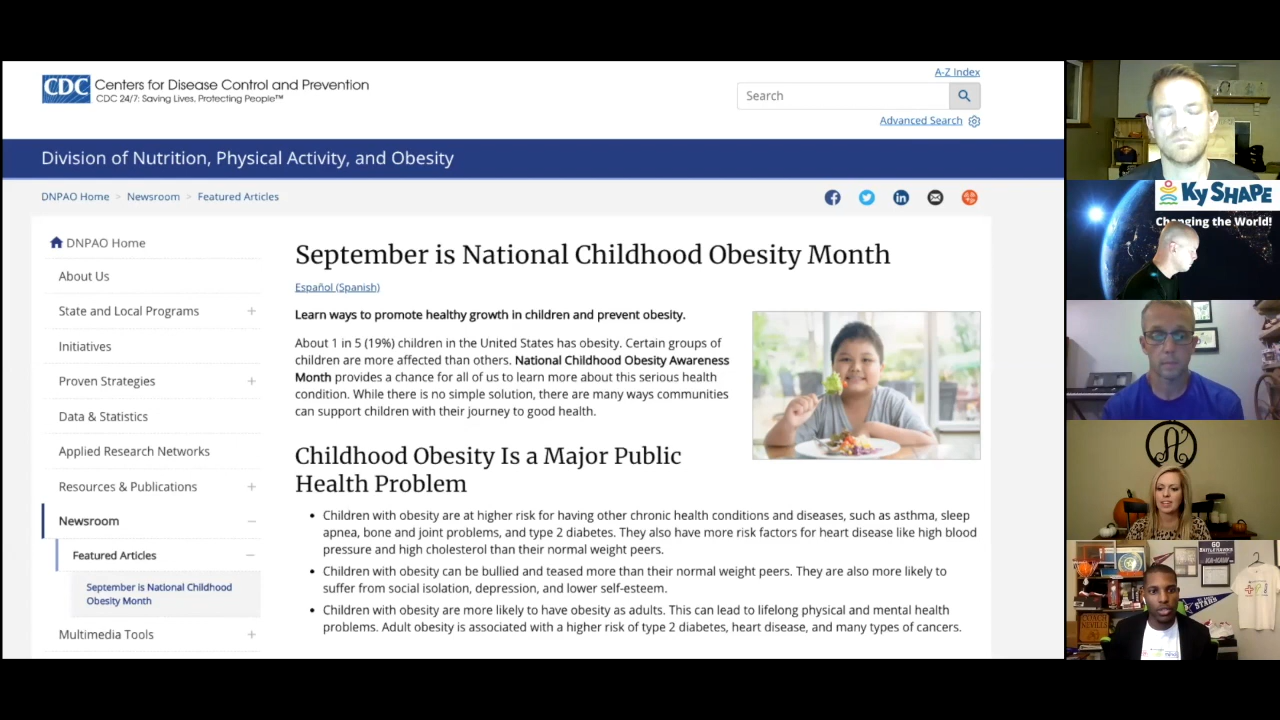 CDC Centers for Disease Control and Prevention
CDC 24/7: Saving Lives. Protecting People™
A-Z Index
Search
Advanced Search
Division of Nutrition, Physical Activity, and Obesity
DNPAO Home > Newsroom > Featured Articles
DNPAO Home
About Us
State and Local Programs
Initiatives
Proven Strategies
Data & Statistics
Applied Research Networks
Resources & Publications
Newsroom
Featured Articles
September is National Childhood
Obesity Month
Multimedia Tools
September is National Childhood Obesity Month
Español (Spanish)
Learn ways to promote healthy growth in children and prevent obesity.
About 1 in 5 (19%) children in the United States has obesity. Certain groups of
children are more affected than others. National Childhood Obesity Awareness
Month provides a chance for all of us to learn more about this serious health
condition. While there is no simple solution, there are many ways communities
can support children with their journey to good health.
Childhood Obesity Is a Major Public
Health Problem
• Children with obesity are at higher risk for having other chronic health conditions and diseases, such as asthma, sleep
apnea, bone and joint problems, and type 2 diabetes. They also have more risk factors for heart disease like high blood
pressure and high cholesterol than their normal weight peers.
• Children with obesity can be bullied and teased more than their normal weight peers. They are also more likely to
suffer from social isolation, depression, and lower self-esteem.
• Children with obesity are more likely to have obesity as adults. This can lead to lifelong physical and mental health
problems. Adult obesity is associated with a higher risk of type 2 diabetes, heart disease, and many types of cancers.
Ky SHAPE
Changing the World!
A
60
BATTLEHAWKS
KA-KAW
STARS
COACH
NEVILLS